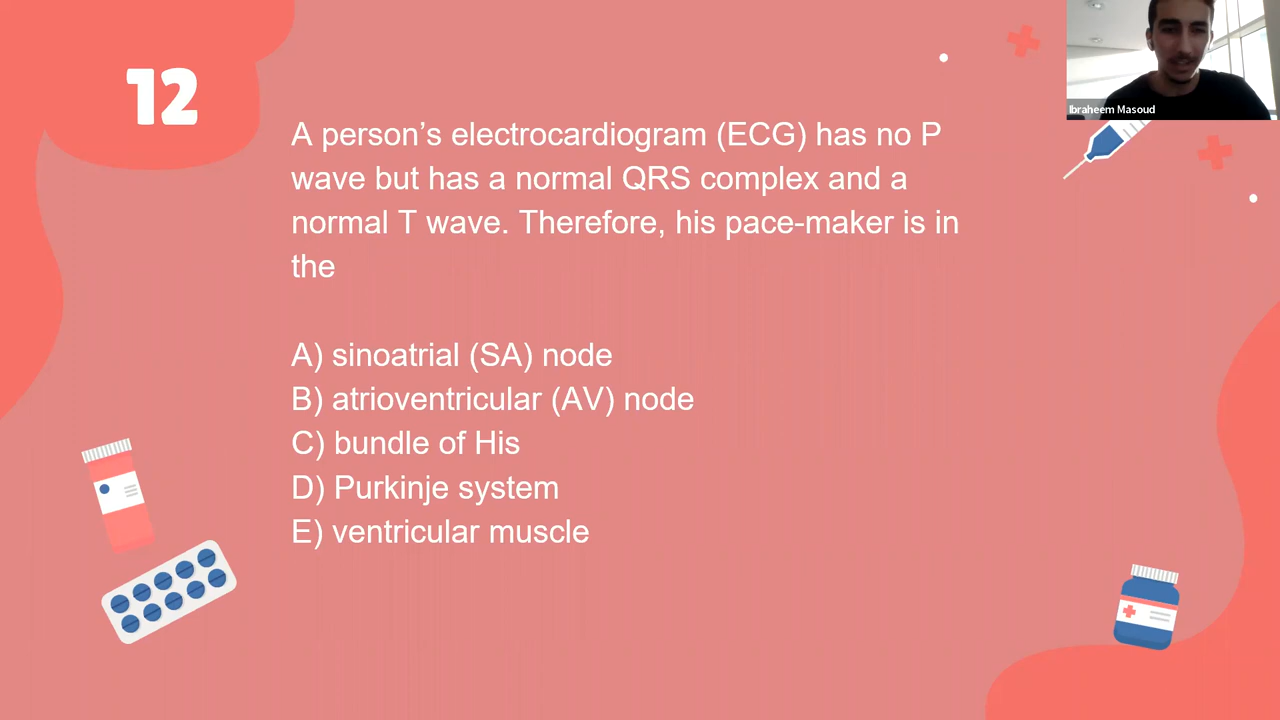 12
Ibraheem Masoud
A person’s electrocardiogram (ECG) has no P
wave but has a normal QRS complex and a
normal T wave. Therefore, his pace-maker is in
the
A) sinoatrial (SA) node
B) atrioventricular (AV) node
C) bundle of His
D) Purkinje system
E) ventricular muscle